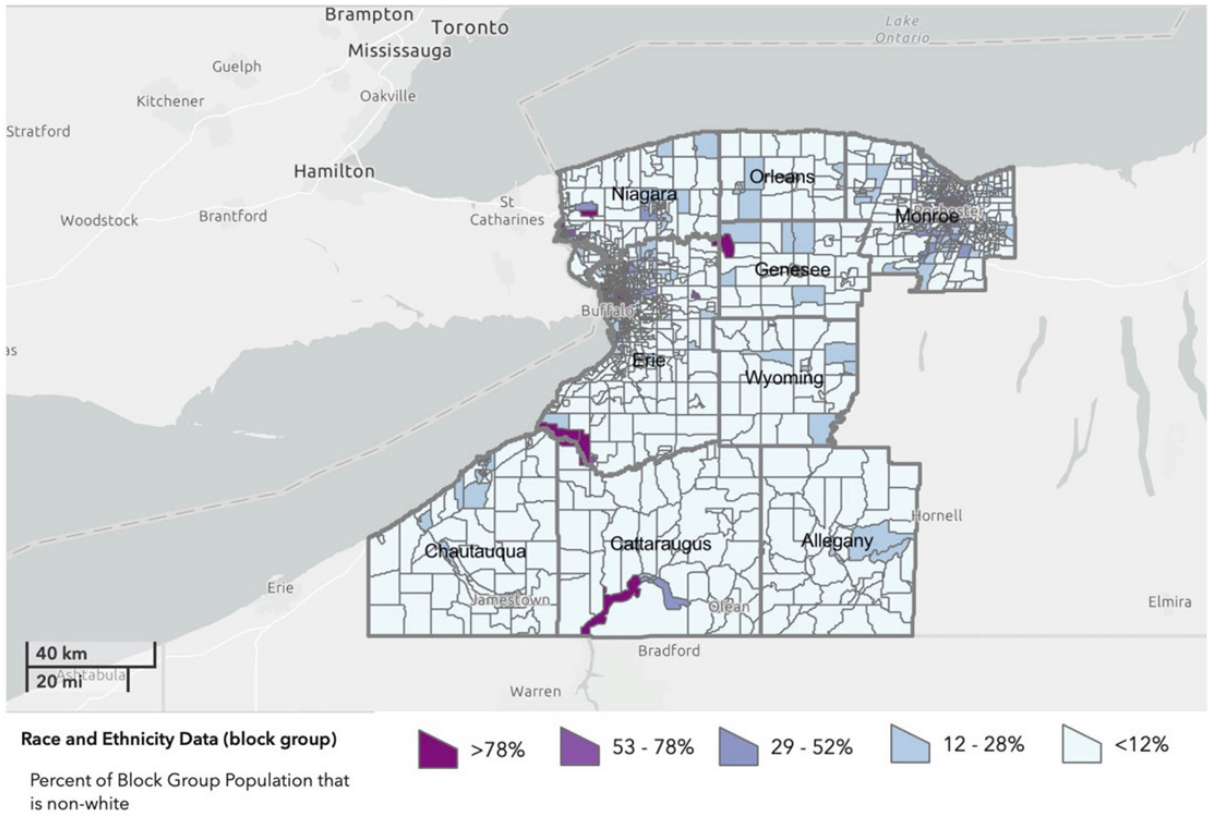 Brampton
Toronto
Lake
Ontario
Mississauga
Guelph
Kitchener
Oakville
Stratford
Hamilton
Orleans
Niagara
St
Catharines
Woodstock
Brantford
Monroe
Genesee
Buffalo
as
Erie
Wyoming
Hornell
Allegany
Cattaraugus
Chautauqua
Erie
Jamestown
Olean
Elmira
40 km
Bradford
Ashtabula
20 mi
Warren
Race and Ethnicity Data (block group)
>78%
53 - 78%
29 - 52%
12 - 28%
<12%
Percent of Block Group Population that
is non-white